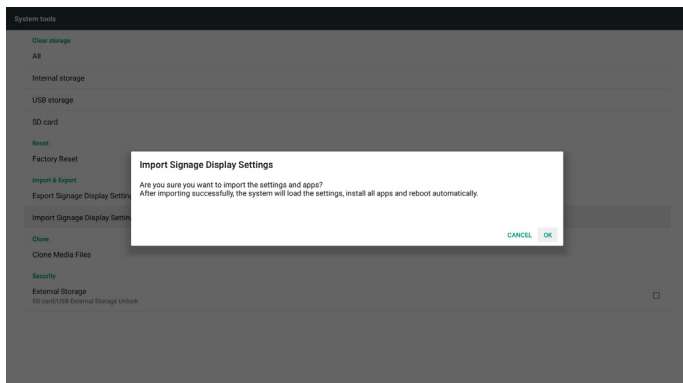 System tools
Clear storage
All
Internal storage
USB storage
SD card
Reset
Factory Reset
Import & Export
Export Signage Display Setting
Import Signage Display Settin
Clone
Clone Media Files
Security
External Storage
SD card/USB External Storage Unlock
Import Signage Display Settings
Are you sure you want to import the settings and apps?
After importing successfully, the system will load the settings, install all apps and reboot automatically.
CANCEL OK